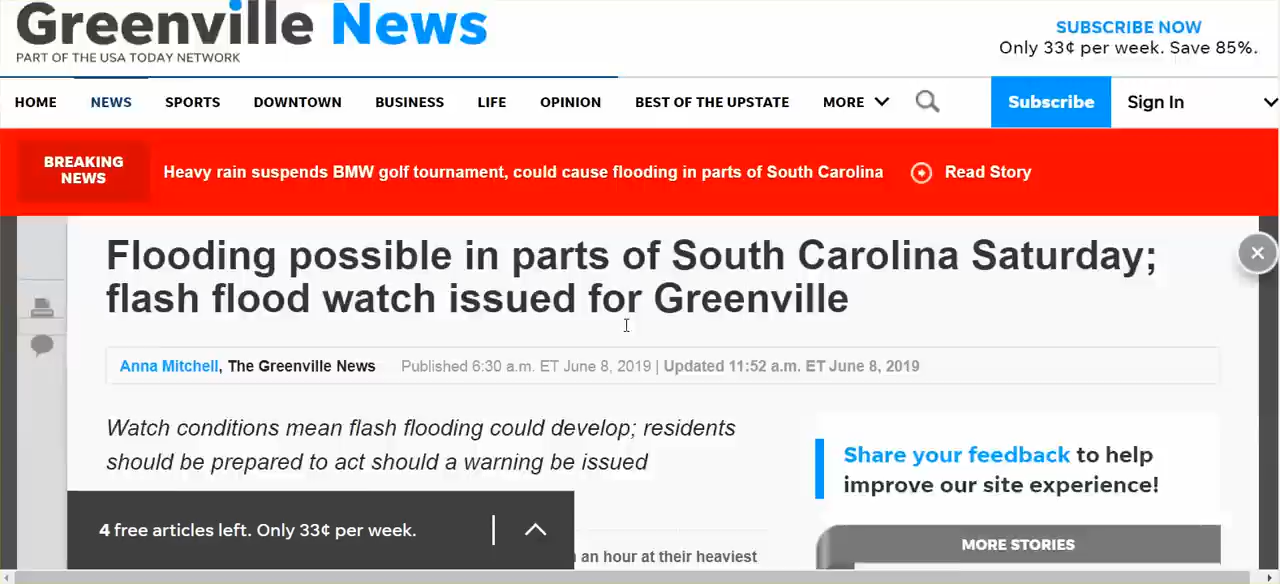 Greenville News
PART OF THE USA TODAY NETWORK
SUBSCRIBE NOW
Only 33¢ per week. Save 85%.
HOME NEWS SPORTS DOWNTOWN BUSINESS LIFE OPINION BEST OF THE UPSTATE MORE Subscribe Sign In
BREAKING
NEWS
Heavy rain suspends BMW golf tournament, could cause flooding in parts of South Carolina Read Story
Flooding possible in parts of South Carolina Saturday;
flash flood watch issued for Greenville
Anna Mitchell, The Greenville News Published 6:30 a.m. ET June 8, 2019 | Updated 11:52 a.m. ET June 8, 2019
Watch conditions mean flash flooding could develop; residents
should be prepared to act should a warning be issued
Share your feedback to help
improve our site experience!
4 free articles left. Only 33¢ per week.
an hour at their heaviest
MORE STORIES